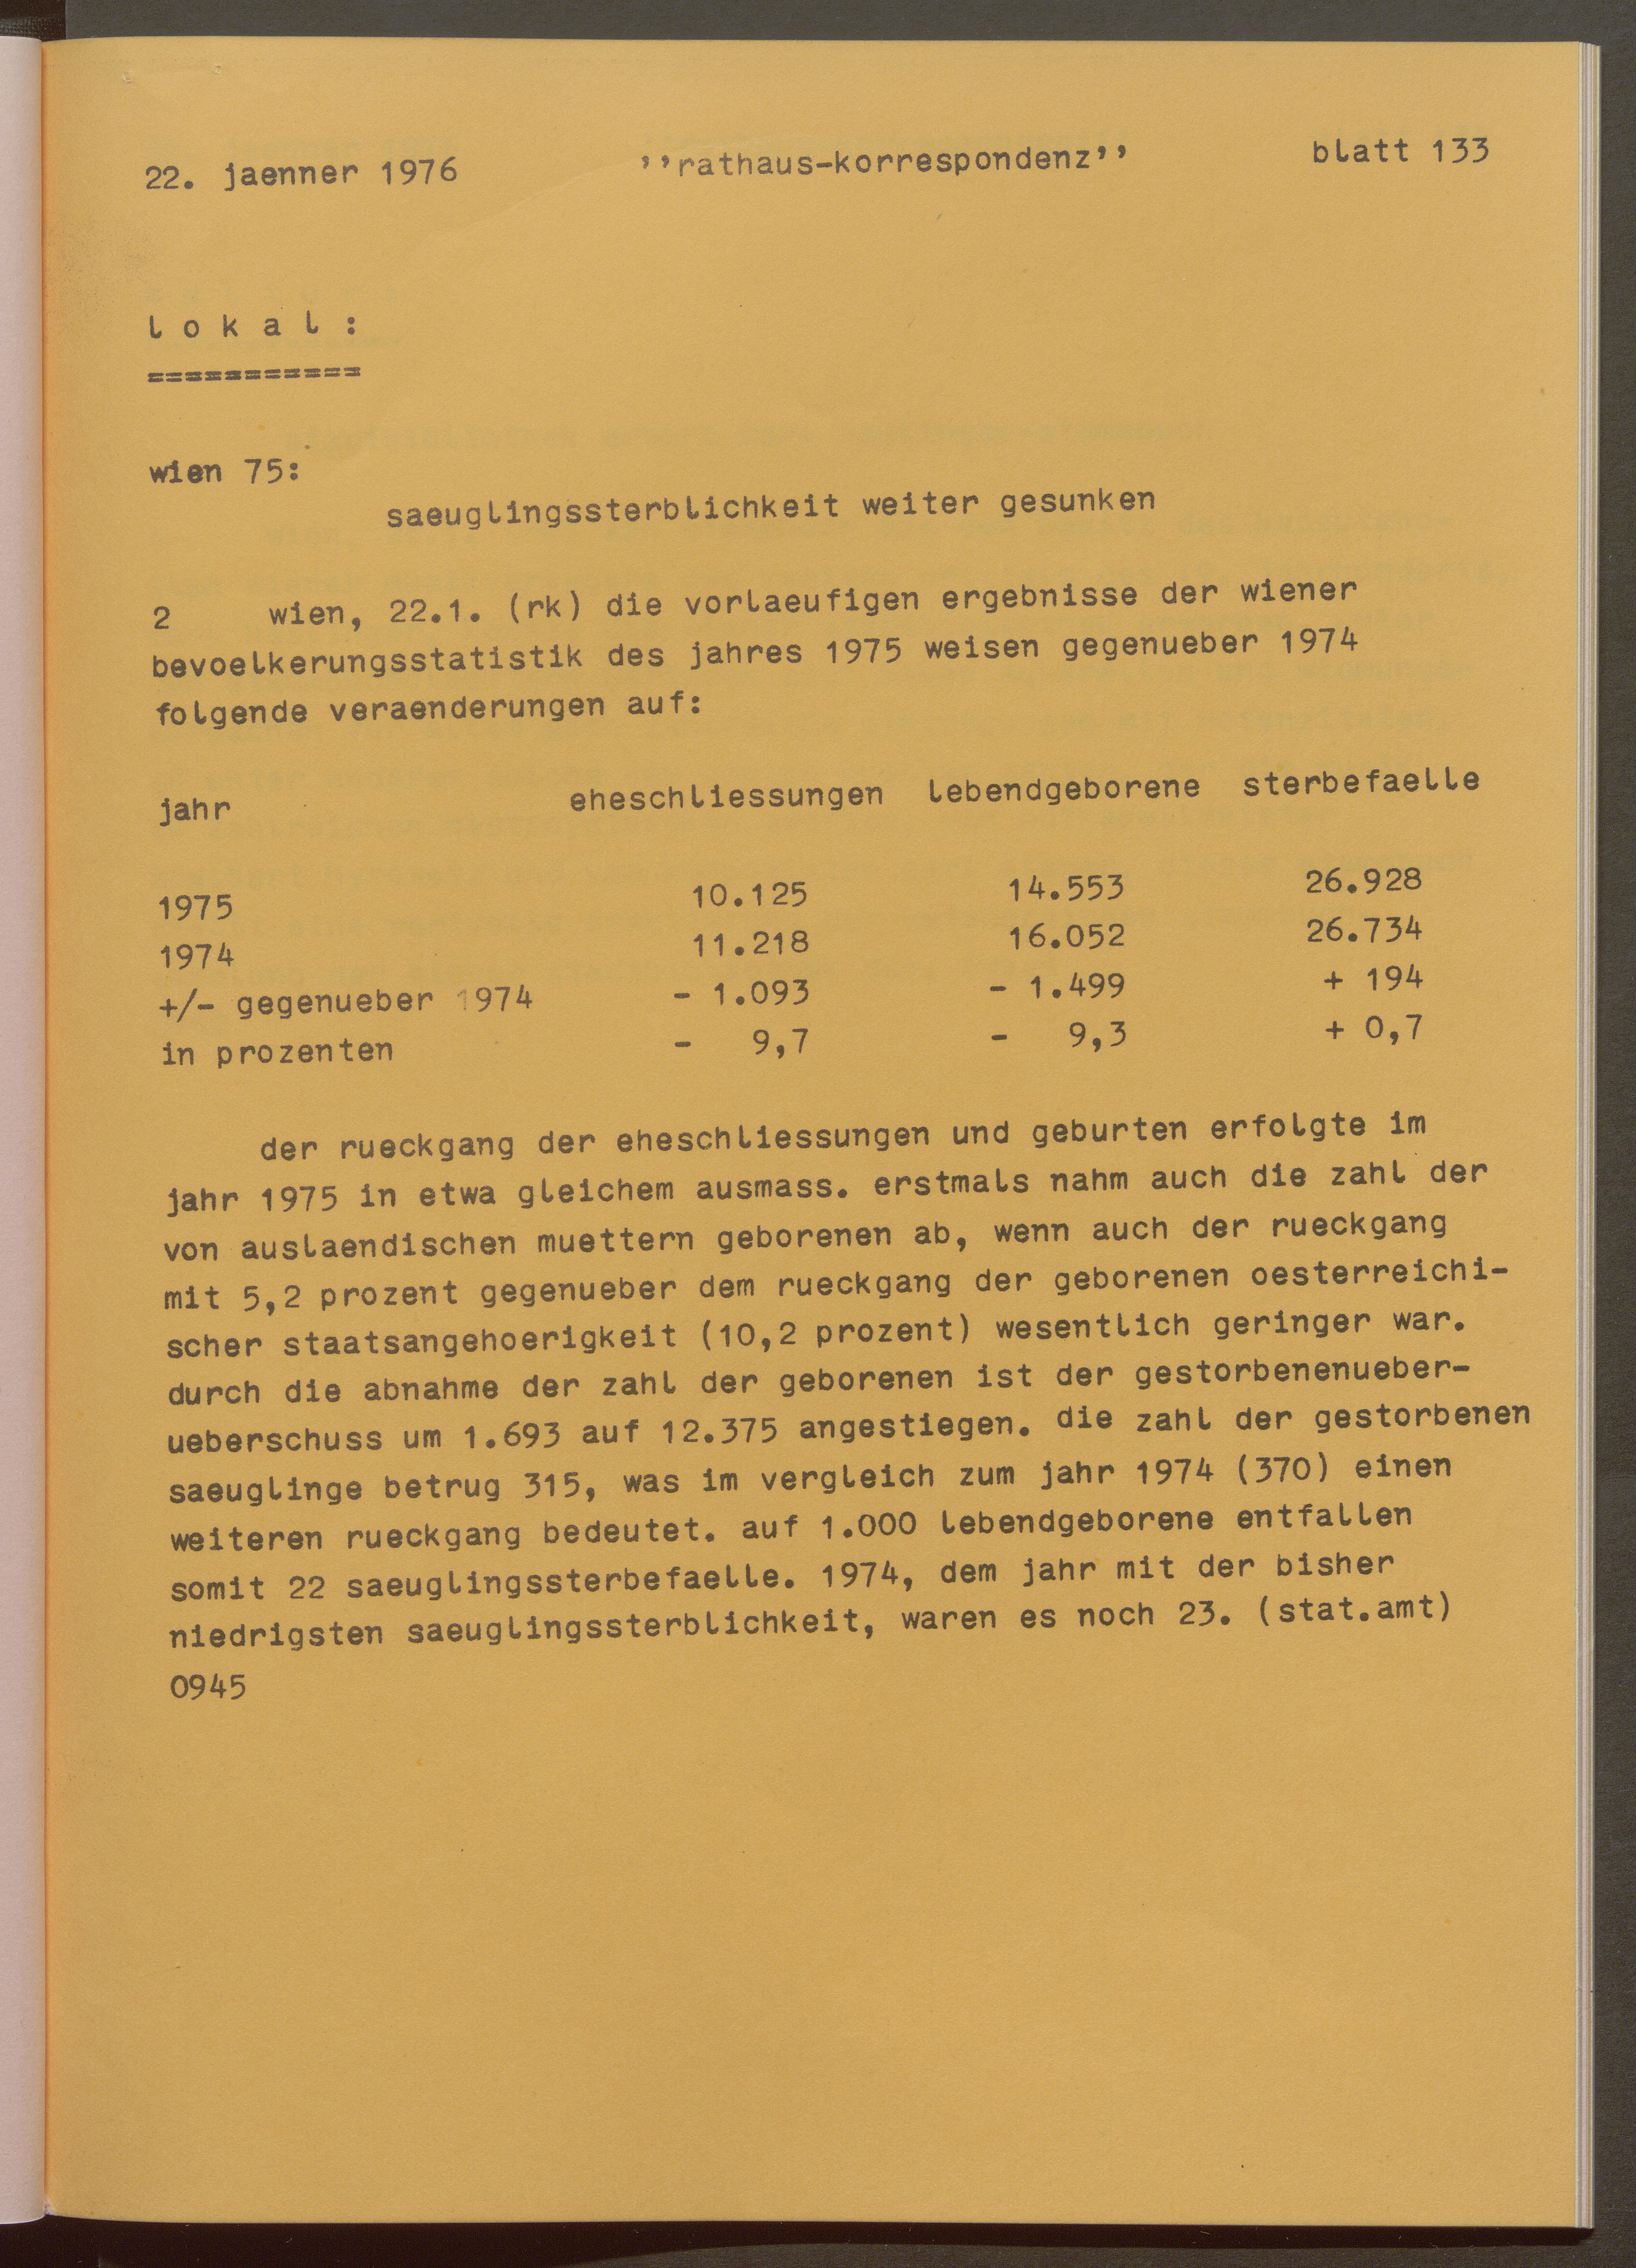 22. jaenner 1976 ’’rathaus-korrespondenz’’ blatt 133
l o k a l :
===========
wien 75:
saeuglingssterblichkeit weiter gesunken
2 wien, 22.1. (rk) die vorlaeufigen ergebnisse der wiener
bevoelkerungsstatistik des jahres 1975 weisen gegenueber 1974
folgende veraenderungen auf:
jahr eheschliessungen lebendgeborene sterbefaelle
1975 10.125 14.553 26.928
1974 11.218 16.052 26.734
+/- gegenueber 1974 - 1.093 - 1.499 + 194
in prozenten - 9,7 - 9,3 + 0,7
der rueckgang der eheschliessungen und geburten erfolgte im
jahr 1975 in etwa gleichem ausmass. erstmals nahm auch die zahl der
von auslaendischen muettern geborenen ab, wenn auch der rueckgang
mit 5,2 prozent gegenueber dem rueckgang der geborenen oesterreichi-
scher staatsangehoerigkeit (10,2 prozent) wesentlich geringer war.
durch die abnahme der zahl der geborenen ist der gestorbenenueber-
ueberschuss um 1.693 auf 12.375 angestiegen. die zahl der gestorbenen
saeuglinge betrug 315, was im vergleich zum jahr 1974 (370) einen
weiteren rueckgang bedeutet. auf 1.000 lebendgeborene entfallen
somit 22 saeuglingssterbefaelle. 1974, dem jahr mit der bisher
niedrigsten saeuglingssterblichkeit, waren es noch 23. (stat.amt)
0945